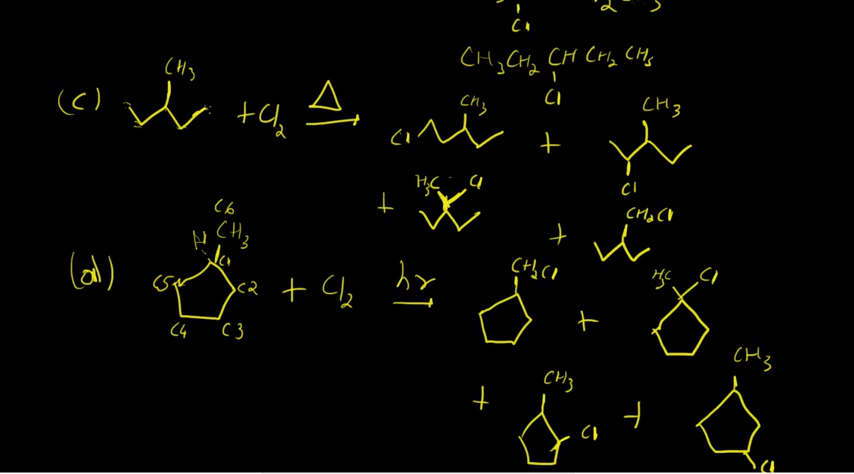 Cl
CH3CH2 CH CH2 CH3
Cl
(c) CH3 + Cl2 △ Cl CH3 + CH3 Cl
+ H3C Cl + CH2Cl
(d) C6 H CH3 C1 C2 C3 C4 C5 + Cl2 hν CH2Cl + H3C Cl
+ CH3 Cl + CH3 Cl